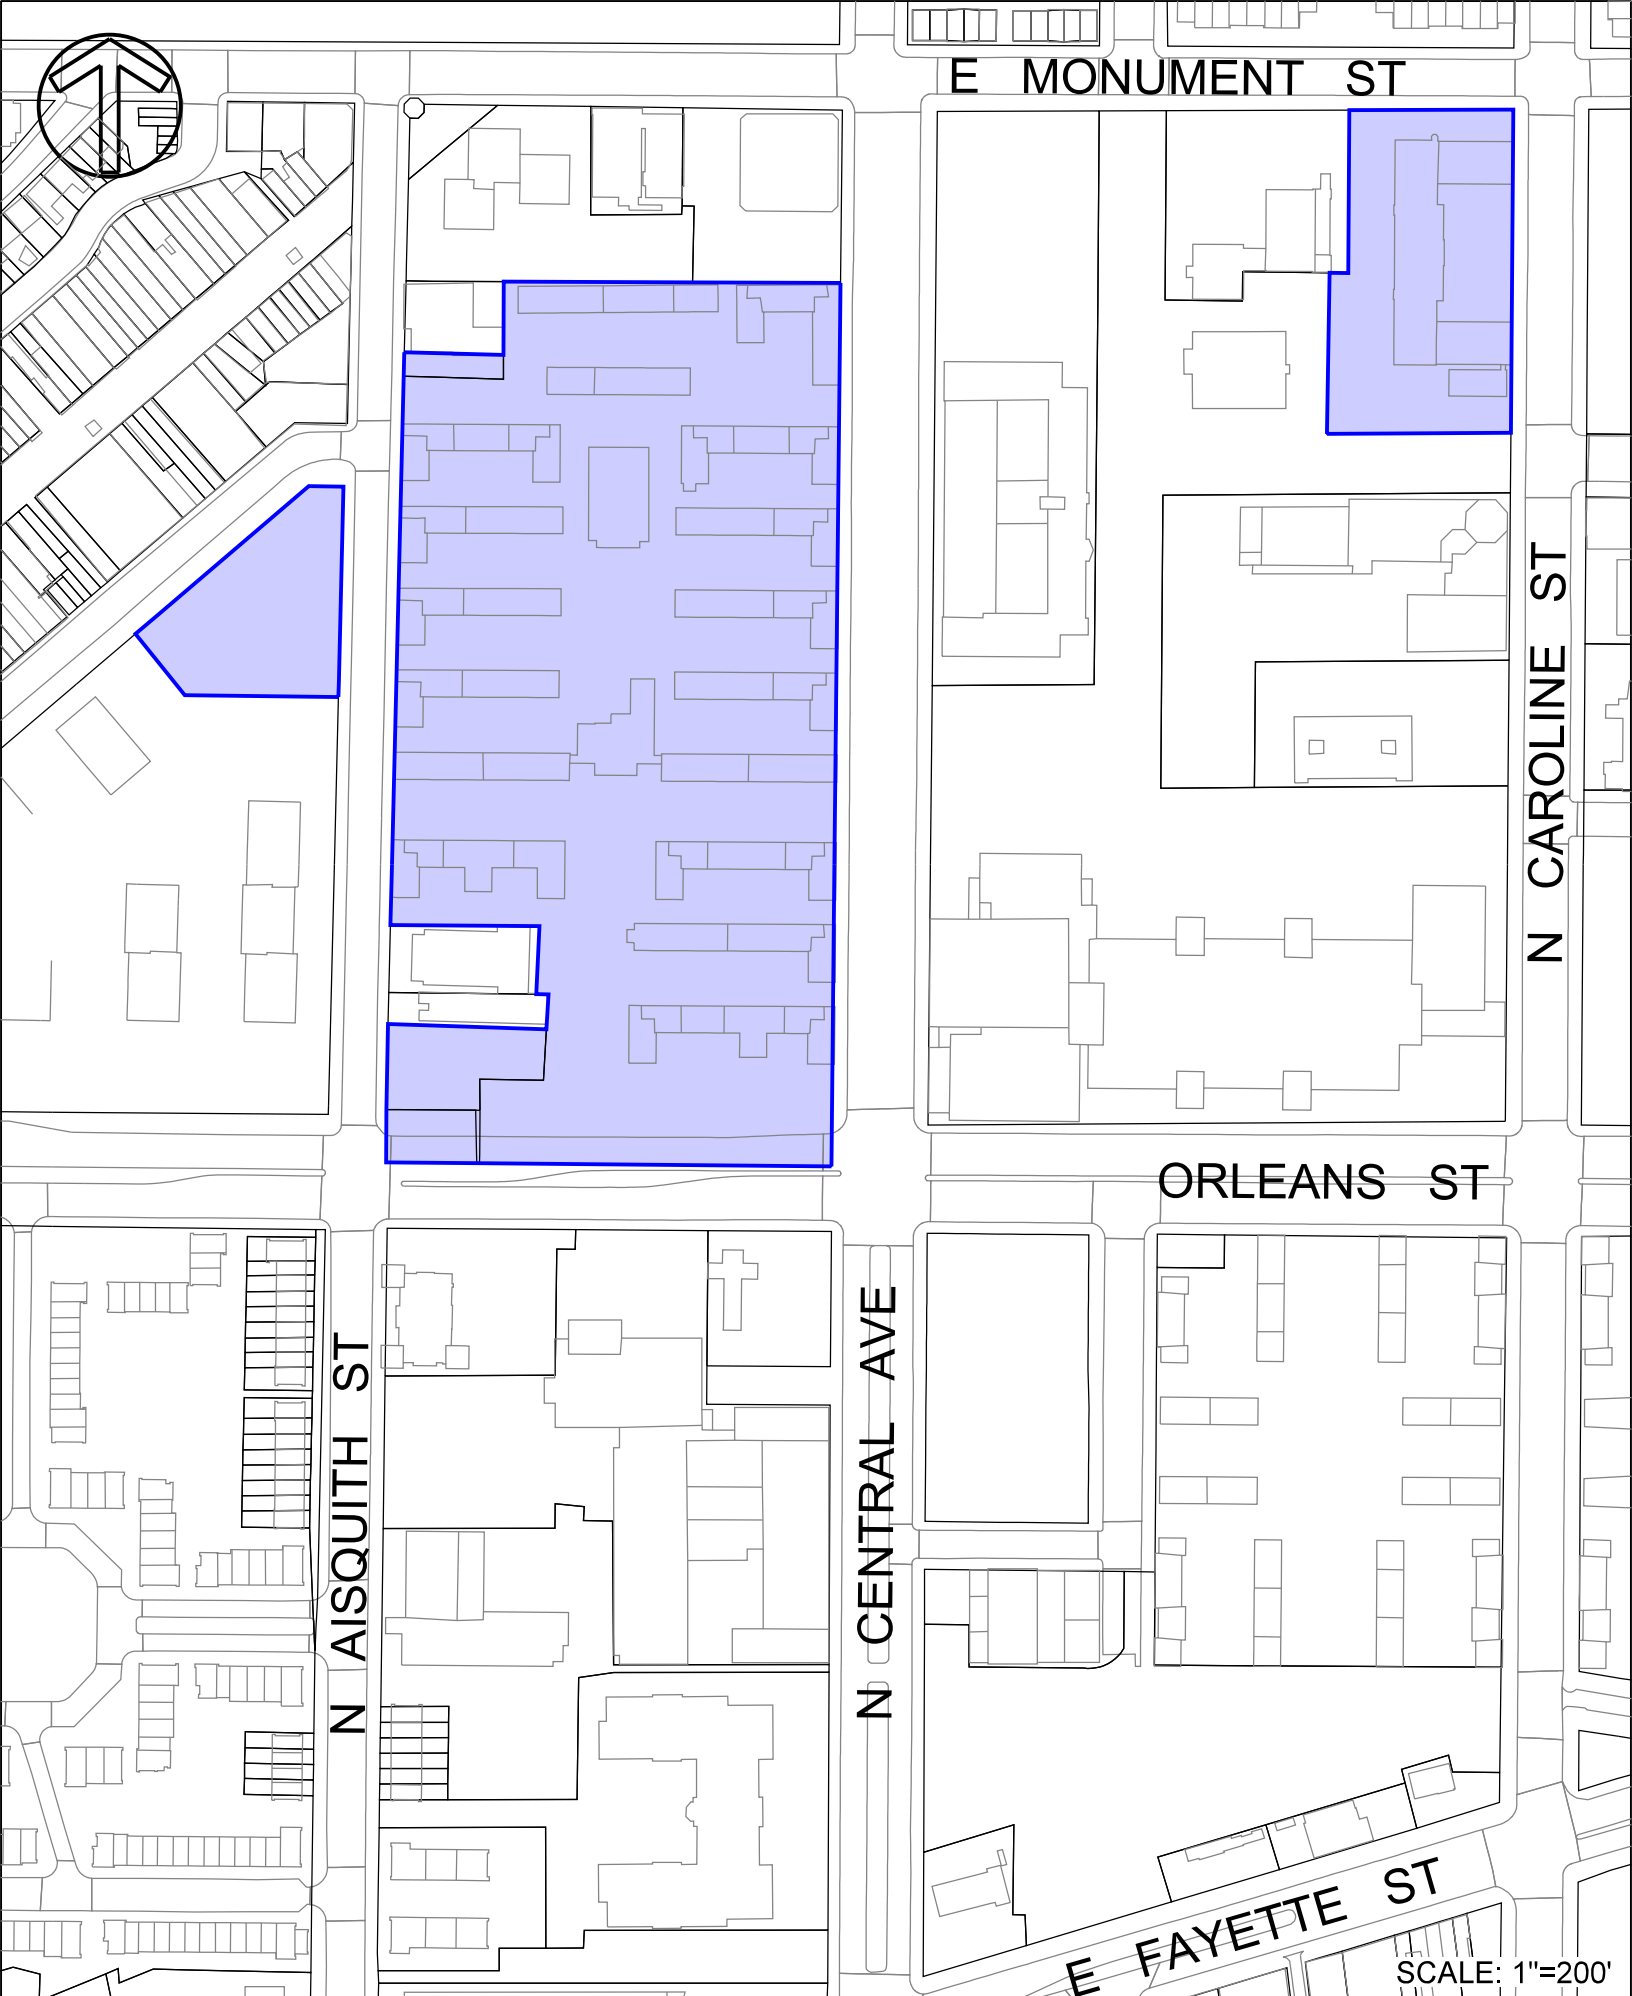 E MONUMENT ST
N CAROLINE ST
ORLEANS ST
N AISQUITH ST
N CENTRAL AVE
E FAYETTE ST
SCALE: 1"=200'